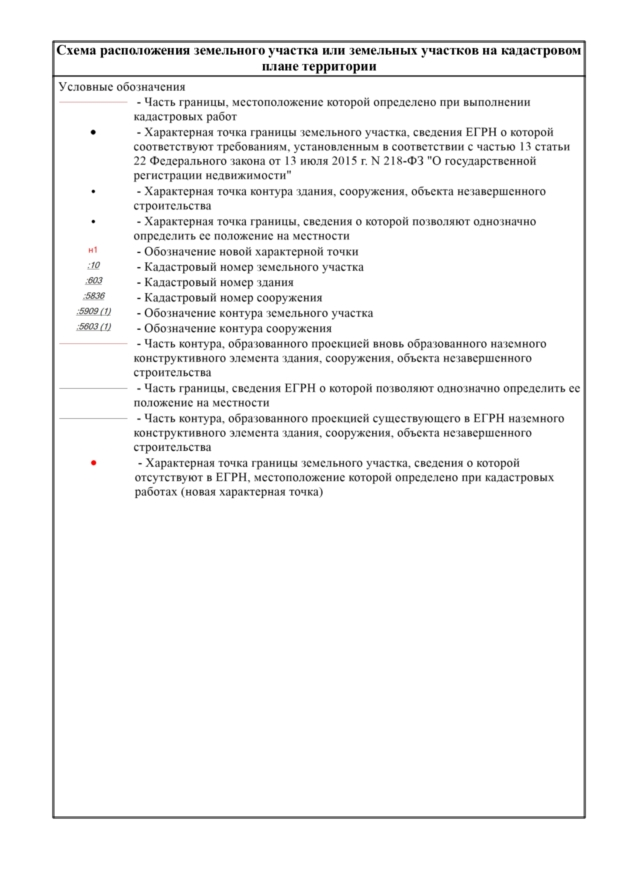 Схема расположения земельного участка или земельных участков на кадастровом
плане территории
Условные обозначения
- Часть границы, местоположение которой определено при выполнении
кадастровых работ
- Характерная точка границы земельного участка, сведения ЕГРН о которой
соответствуют требованиям, установленным в соответствии с частью 13 статьи
22 Федерального закона от 13 июля 2015 г. N 218-ФЗ "О государственной
регистрации недвижимости"
- Характерная точка контура здания, сооружения, объекта незавершенного
строительства
- Характерная точка границы, сведения о которой позволяют однозначно
определить ее положение на местности
н1 - Обозначение новой характерной точки
:10 - Кадастровый номер земельного участка
:603 - Кадастровый номер здания
:5836 - Кадастровый номер сооружения
:5909 (1) - Обозначение контура земельного участка
:5603 (1) - Обозначение контура сооружения
- Часть контура, образованного проекцией вновь образованного наземного
конструктивного элемента здания, сооружения, объекта незавершенного
строительства
- Часть границы, сведения ЕГРН о которой позволяют однозначно определить ее
положение на местности
- Часть контура, образованного проекцией существующего в ЕГРН наземного
конструктивного элемента здания, сооружения, объекта незавершенного
строительства
- Характерная точка границы земельного участка, сведения о которой
отсутствуют в ЕГРН, местоположение которой определено при кадастровых
работах (новая характерная точка)